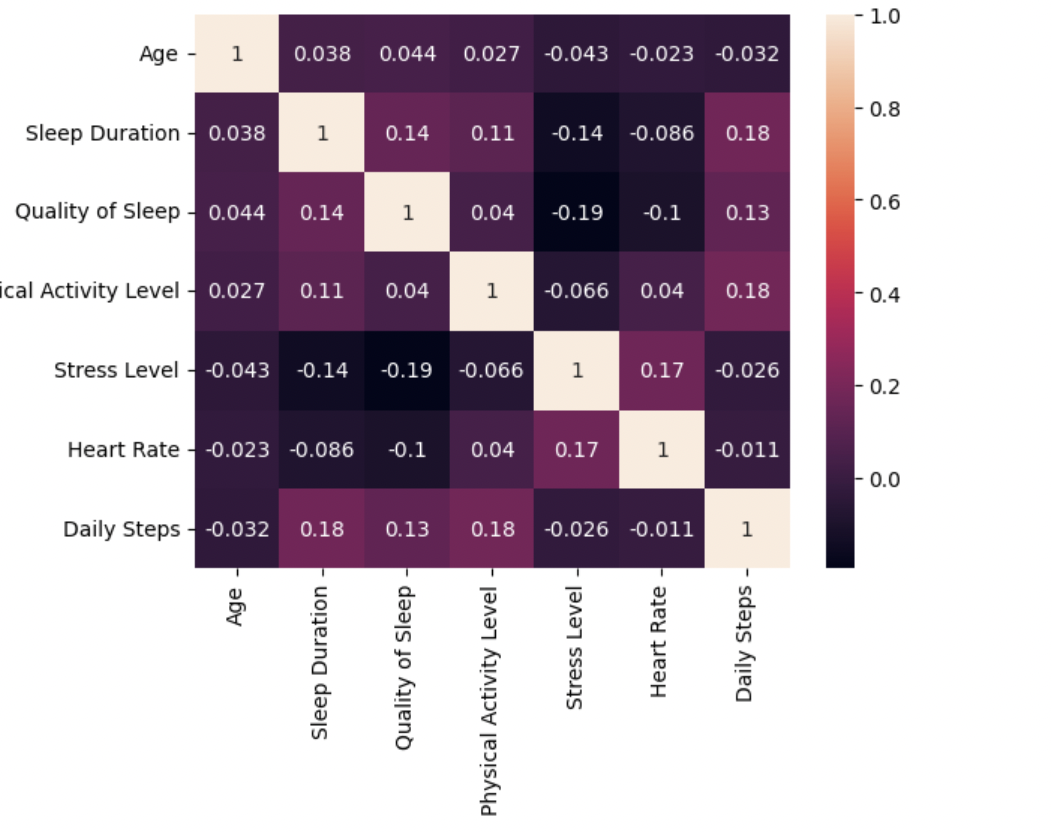 Age 1 0.038 0.044 0.027 -0.043 -0.023 -0.032
Sleep Duration 0.038 1 0.14 0.11 -0.14 -0.086 0.18
Quality of Sleep 0.044 0.14 1 0.04 -0.19 -0.1 0.13
ical Activity Level 0.027 0.11 0.04 1 -0.066 0.04 0.18
Stress Level -0.043 -0.14 -0.19 -0.066 1 0.17 -0.026
Heart Rate -0.023 -0.086 -0.1 0.04 0.17 1 -0.011
Daily Steps -0.032 0.18 0.13 0.18 -0.026 -0.011 1
Age
Sleep Duration
Quality of Sleep
Physical Activity Level
Stress Level
Heart Rate
Daily Steps
1.0
0.8
0.6
0.4
0.2
0.0